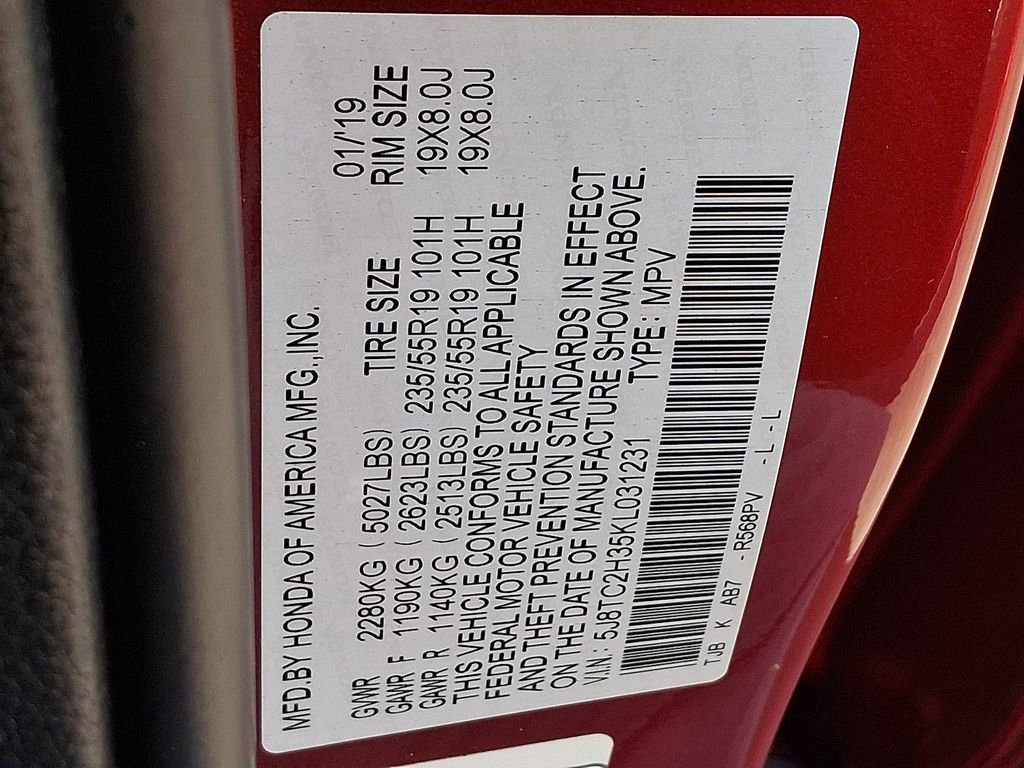 MFD.BY HONDA OF AMERICA MFG.,INC.
01/'19
GVWR 2280KG ( 5027LBS) TIRE SIZE RIM SIZE
GAWR F 1190KG ( 2623LBS) 235/55R19 101H 19X8.0J
GAWR R 1140KG ( 2513LBS) 235/55R19 101H 19X8.0J
THIS VEHICLE CONFORMS TO ALL APPLICABLE
FEDERAL MOTOR VEHICLE SAFETY
AND THEFT PREVENTION STANDARDS IN EFFECT
ON THE DATE OF MANUFACTURE SHOWN ABOVE.
V.I.N: 5J8TC2H35KL031231 TYPE: MPV
TJB K AB7 -R568PV -L-L